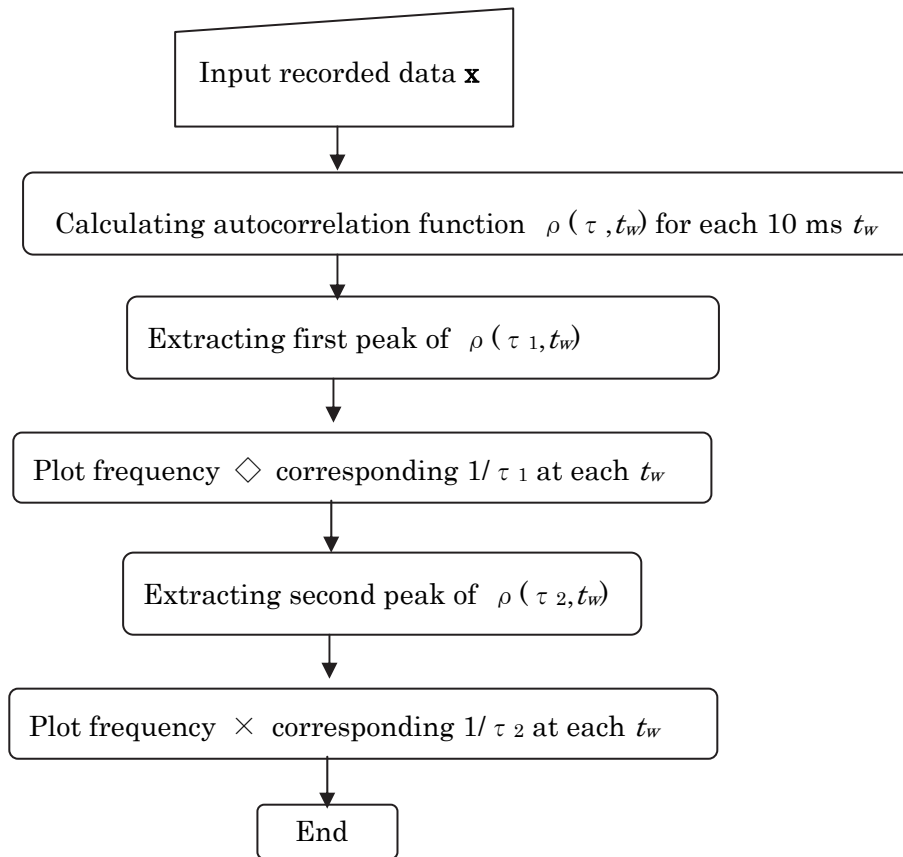 Input recorded data x
Calculating autocorrelation function ρ(τ,tw) for each 10 ms tw
Extracting first peak of ρ(τ1,tw)
Plot frequency ◇ corresponding 1/τ1 at each tw
Extracting second peak of ρ(τ2,tw)
Plot frequency × corresponding 1/τ2 at each tw
End